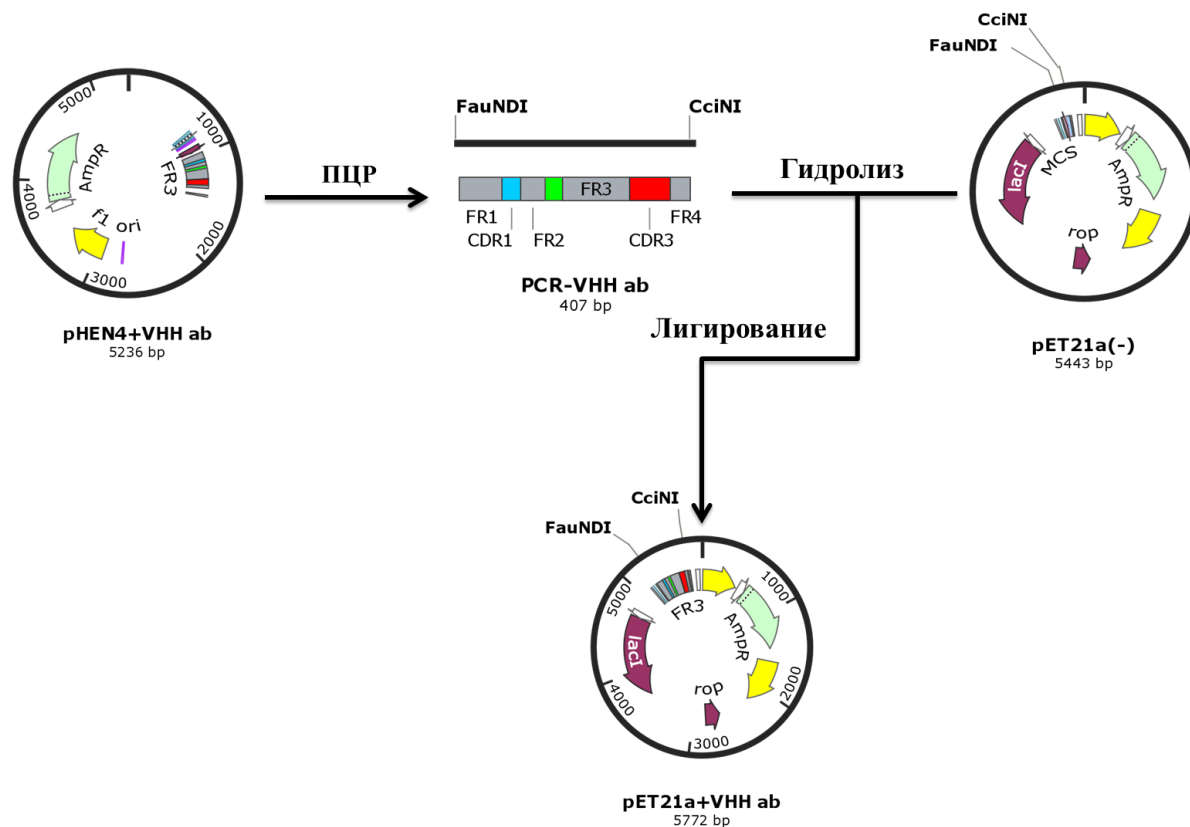 5000
1000
2000
3000
4000
AmpR
FR3
f1 ori
pHEN4+VHH ab
5236 bp
ПЦР
FauNDI
CciNI
FR3
FR1
FR4
CDR1
FR2
CDR3
PCR-VHH ab
407 bp
Гидролиз
Лигирование
CciNI
FauNDI
MCS
lacI
AmpR
rop
pET21a(-)
5443 bp
CciNI
FauNDI
5000
1000
2000
3000
4000
FR3
AmpR
lacI
rop
pET21a+VHH ab
5772 bp